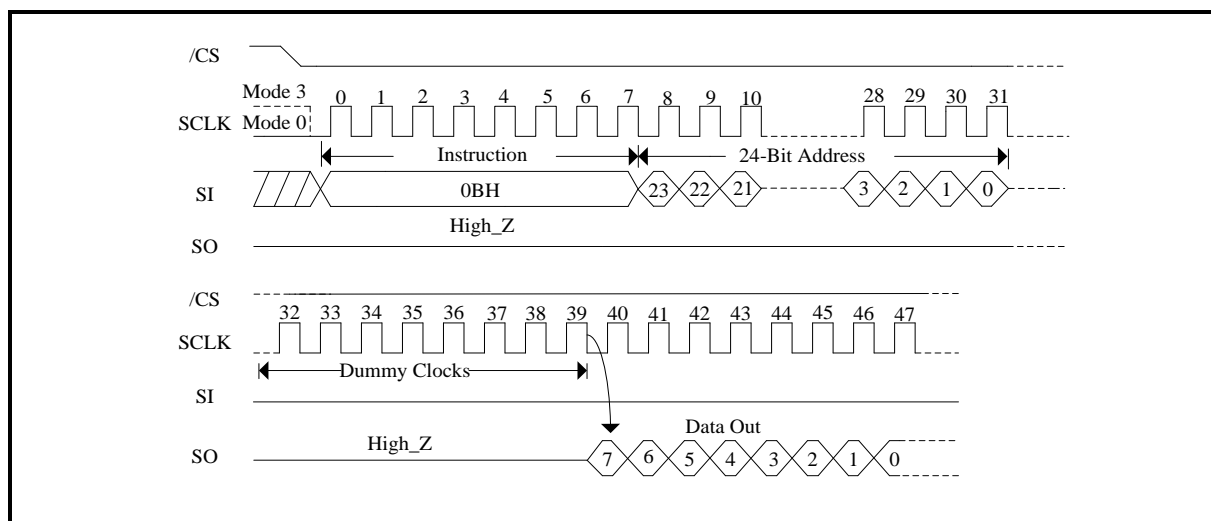 /CS
Mode 3
0 1 2 3 4 5 6 7 8 9 10 28 29 30 31
SCLK Mode 0
Instruction 24-Bit Address
SI 0BH 23 22 21 3 2 1 0
High_Z
SO
/CS
32 33 34 35 36 37 38 39 40 41 42 43 44 45 46 47
SCLK
Dummy Clocks
SI
High_Z Data Out
SO 7 6 5 4 3 2 1 0